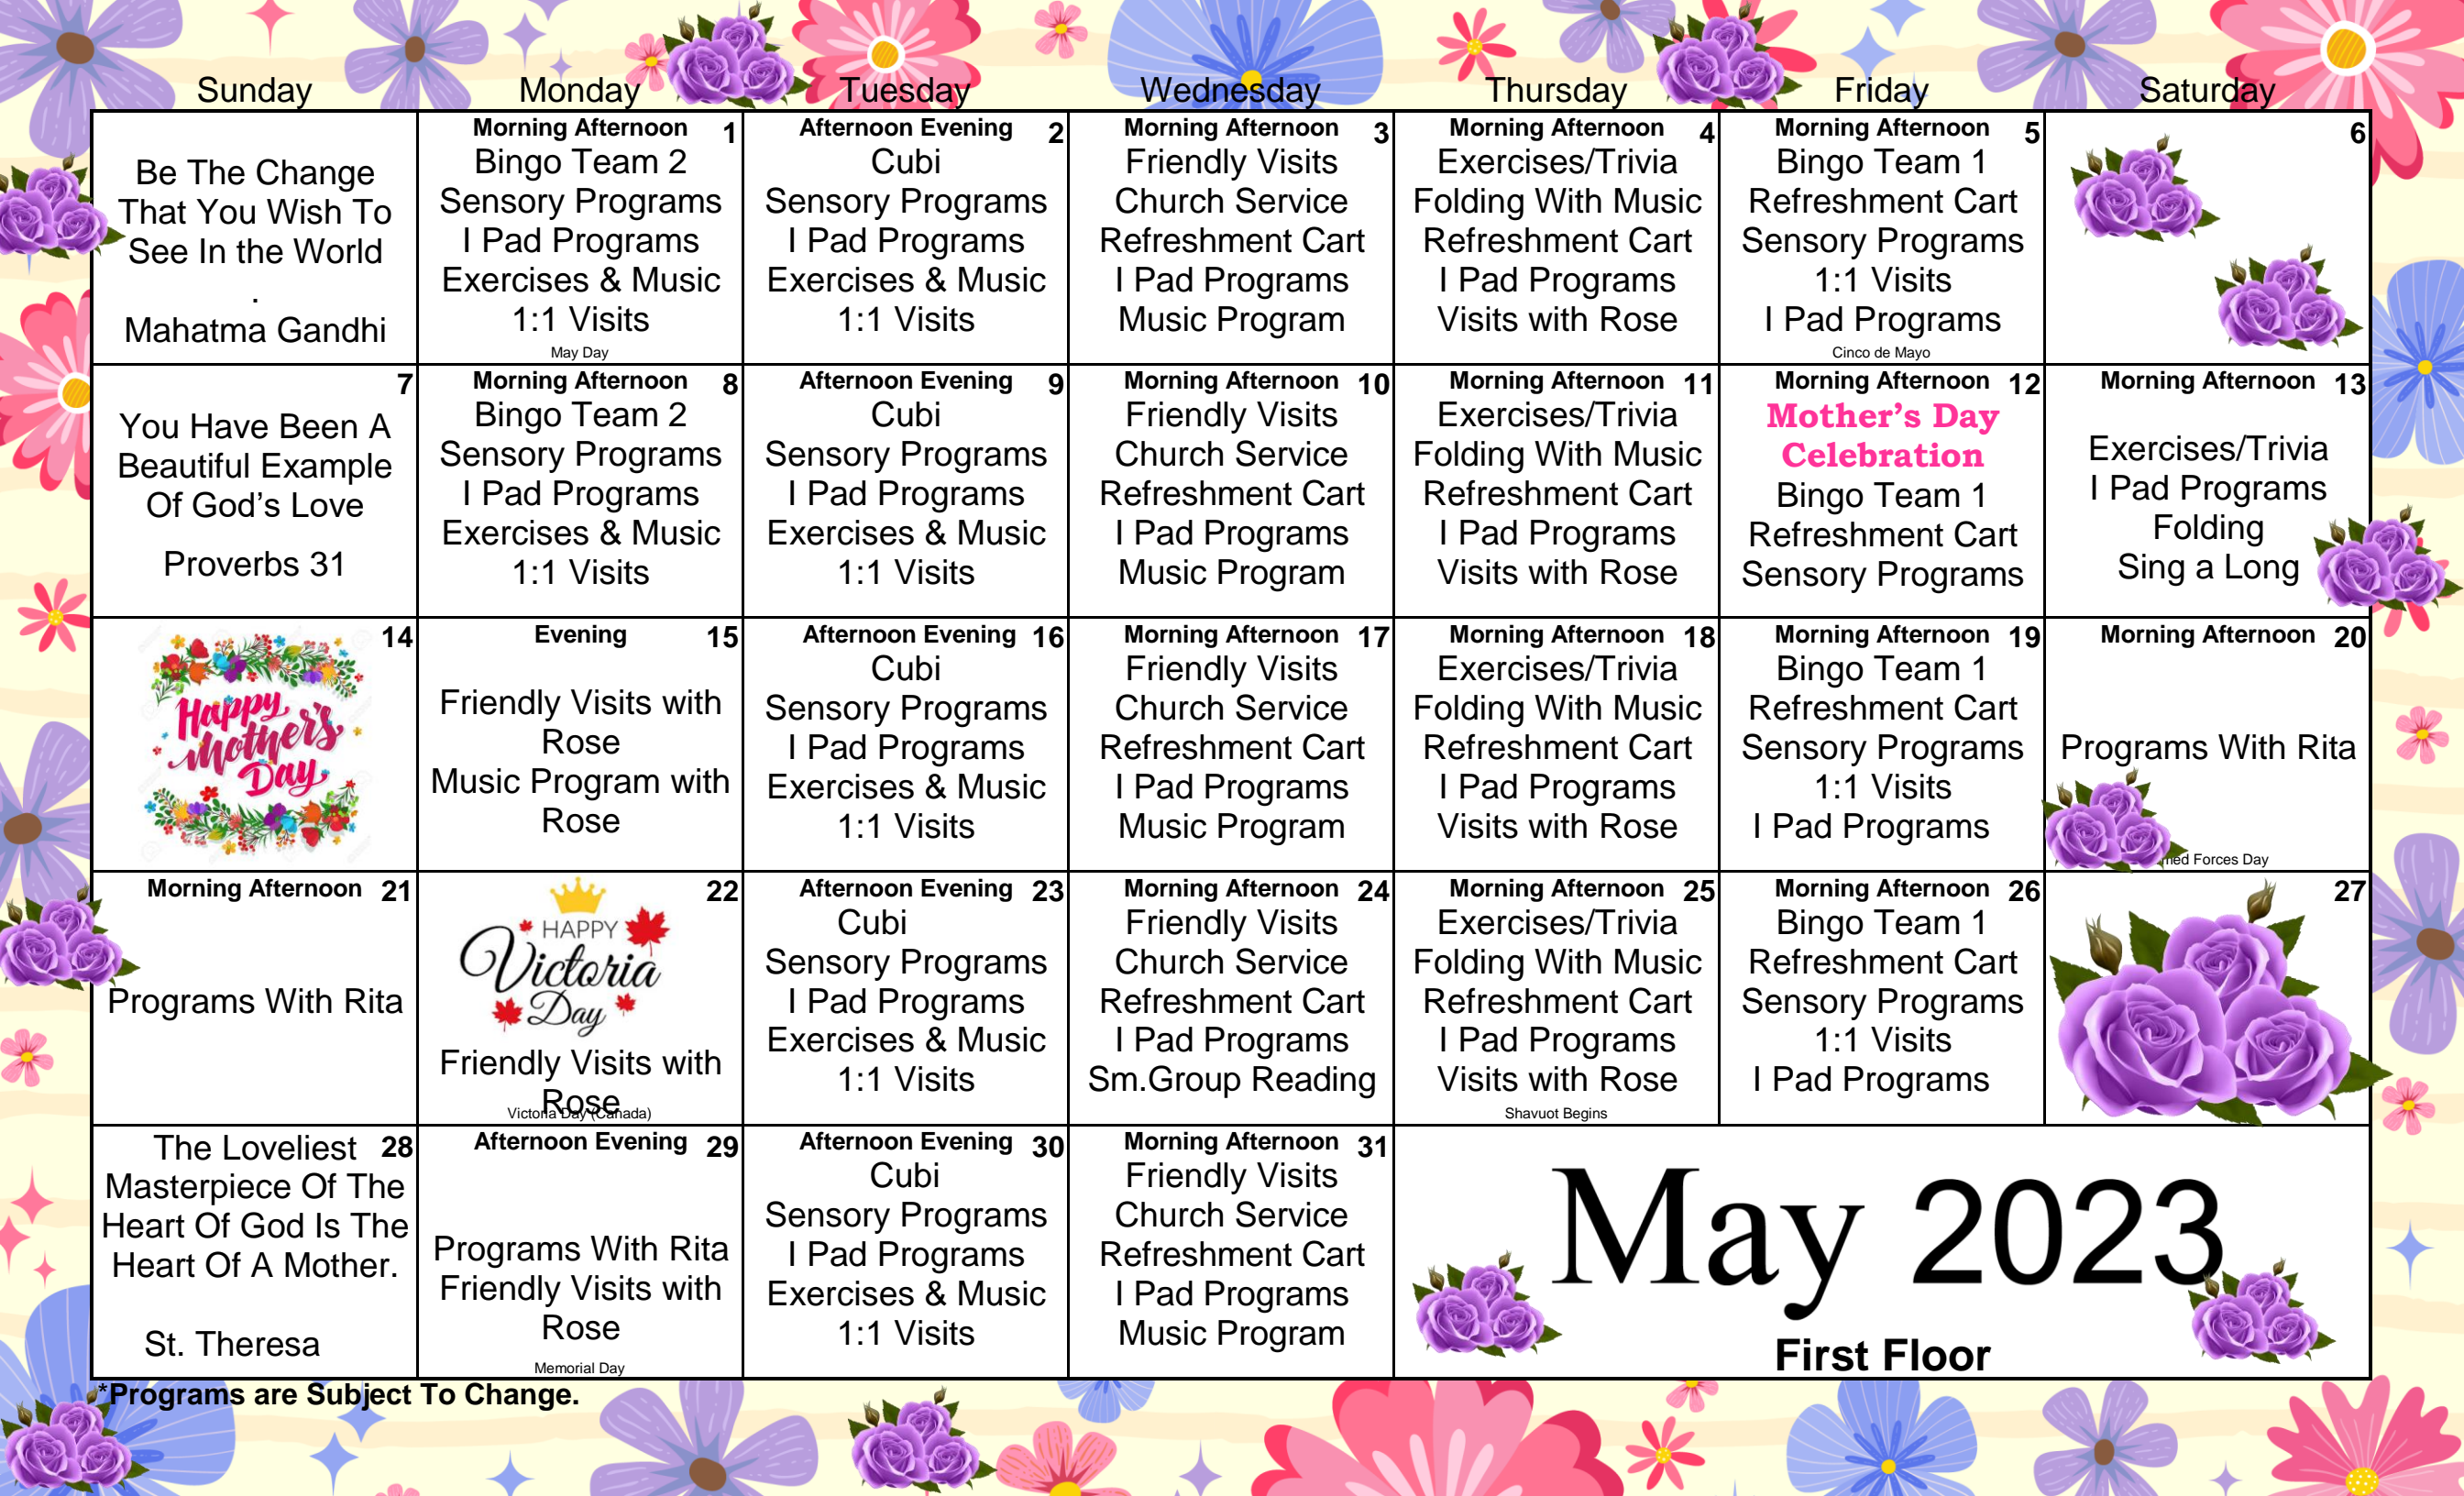 Sunday Monday Tuesday Wednesday Thursday Friday Saturday
Be The Change
That You Wish To
See In the World
.
Mahatma Gandhi
Morning Afternoon 1
Bingo Team 2
Sensory Programs
I Pad Programs
Exercises & Music
1:1 Visits
May Day
Afternoon Evening 2
Cubi
Sensory Programs
I Pad Programs
Exercises & Music
1:1 Visits
Morning Afternoon 3
Friendly Visits
Church Service
Refreshment Cart
I Pad Programs
Music Program
Morning Afternoon 4
Exercises/Trivia
Folding With Music
Refreshment Cart
I Pad Programs
Visits with Rose
Morning Afternoon 5
Bingo Team 1
Refreshment Cart
Sensory Programs
1:1 Visits
I Pad Programs
Cinco de Mayo
6
7
You Have Been A
Beautiful Example
Of God's Love
Proverbs 31
Morning Afternoon 8
Bingo Team 2
Sensory Programs
I Pad Programs
Exercises & Music
1:1 Visits
Afternoon Evening 9
Cubi
Sensory Programs
I Pad Programs
Exercises & Music
1:1 Visits
Morning Afternoon 10
Friendly Visits
Church Service
Refreshment Cart
I Pad Programs
Music Program
Morning Afternoon 11
Exercises/Trivia
Folding With Music
Refreshment Cart
I Pad Programs
Visits with Rose
Morning Afternoon 12
Mother's Day
Celebration
Bingo Team 1
Refreshment Cart
Sensory Programs
Morning Afternoon 13
Exercises/Trivia
I Pad Programs
Folding
Sing a Long
14
Happy
Mother's
Day
Evening 15
Friendly Visits with
Rose
Music Program with
Rose
Afternoon Evening 16
Cubi
Sensory Programs
I Pad Programs
Exercises & Music
1:1 Visits
Morning Afternoon 17
Friendly Visits
Church Service
Refreshment Cart
I Pad Programs
Music Program
Morning Afternoon 18
Exercises/Trivia
Folding With Music
Refreshment Cart
I Pad Programs
Visits with Rose
Morning Afternoon 19
Bingo Team 1
Refreshment Cart
Sensory Programs
1:1 Visits
I Pad Programs
Morning Afternoon 20
Programs With Rita
Forces Day
Morning Afternoon 21
Programs With Rita
22
HAPPY
Victoria
Day
Friendly Visits with
Rose
Victoria Day (Canada)
Afternoon Evening 23
Cubi
Sensory Programs
I Pad Programs
Exercises & Music
1:1 Visits
Morning Afternoon 24
Friendly Visits
Church Service
Refreshment Cart
I Pad Programs
Sm.Group Reading
Morning Afternoon 25
Exercises/Trivia
Folding With Music
Refreshment Cart
I Pad Programs
Visits with Rose
Shavuot Begins
Morning Afternoon 26
Bingo Team 1
Refreshment Cart
Sensory Programs
1:1 Visits
I Pad Programs
27
The Loveliest 28
Masterpiece Of The
Heart Of God Is The
Heart Of A Mother.
St. Theresa
Afternoon Evening 29
Programs With Rita
Friendly Visits with
Rose
Memorial Day
Afternoon Evening 30
Cubi
Sensory Programs
I Pad Programs
Exercises & Music
1:1 Visits
Morning Afternoon 31
Friendly Visits
Church Service
Refreshment Cart
I Pad Programs
Music Program
May 2023
First Floor
*Programs are Subject To Change.